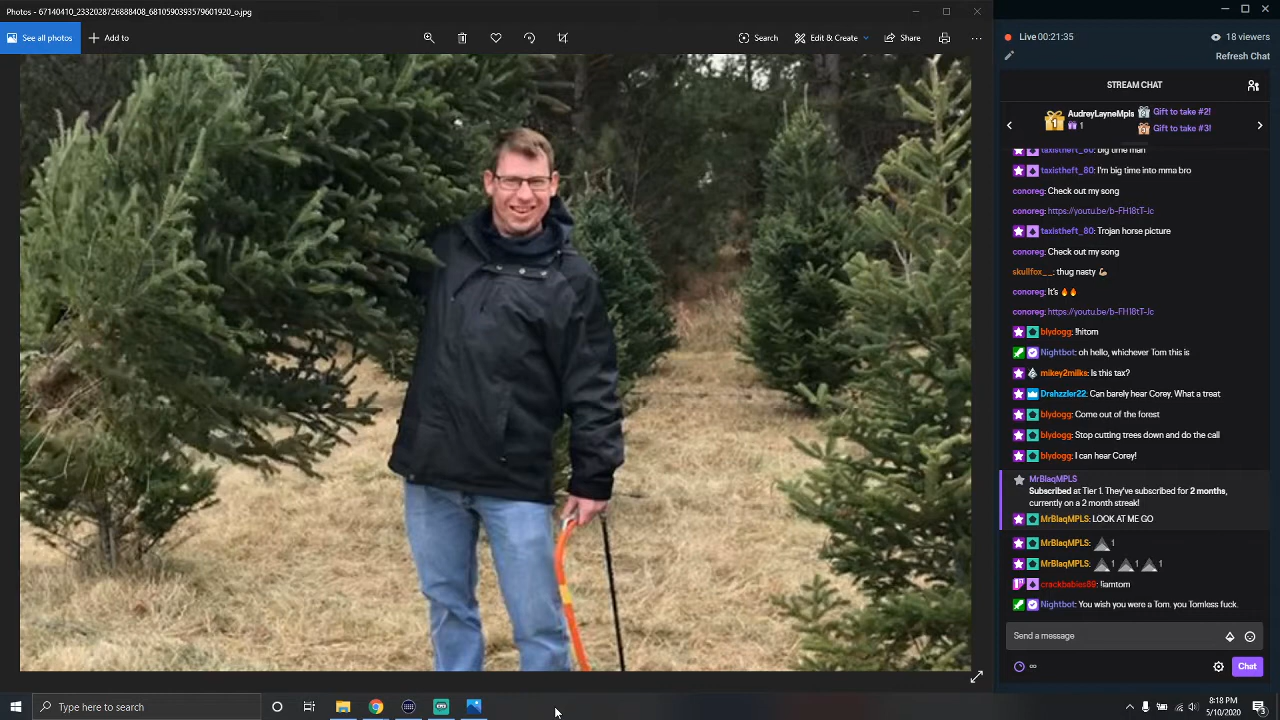 Photos - 67140410_2332028726888408_6810590393579601920_o.jpg
See all photos
Add to
Search
Edit & Create
Share
Live 00:21:35
18 viewers
Refresh Chat
STREAM CHAT
1
AudreyLayneMpls
1
Gift to take #2!
Gift to take #3!
taxistheft_80: big time man
taxistheft_80: I'm big time into mma bro
conoreg: Check out my song
conoreg: https://youtu.be/b-FH18tT-Jc
taxistheft_80: Trojan horse picture
conoreg: Check out my song
skullfox__: thug nasty 💪
conoreg: It's 🔥🔥
conoreg: https://youtu.be/b-FH18tT-Jc
blydogg: !hitom
Nightbot: oh hello, whichever Tom this is
mikey2milks: Is this tax?
Drahzzler22: Can barely hear Corey. What a treat
blydogg: Come out of the forest
blydogg: Stop cutting trees down and do the call
blydogg: I can hear Corey!
MrBlaqMPLS
Subscribed at Tier 1. They've subscribed for 2 months,
currently on a 2 month streak!
MrBlaqMPLS: LOOK AT ME GO
MrBlaqMPLS: 1
MrBlaqMPLS: 1 1 1
crackbabies89: !iamtom
Nightbot: You wish you were a Tom, you Tomless fuck.
Send a message
∞
Chat
Type here to search
8:18 PM
5/10/2020